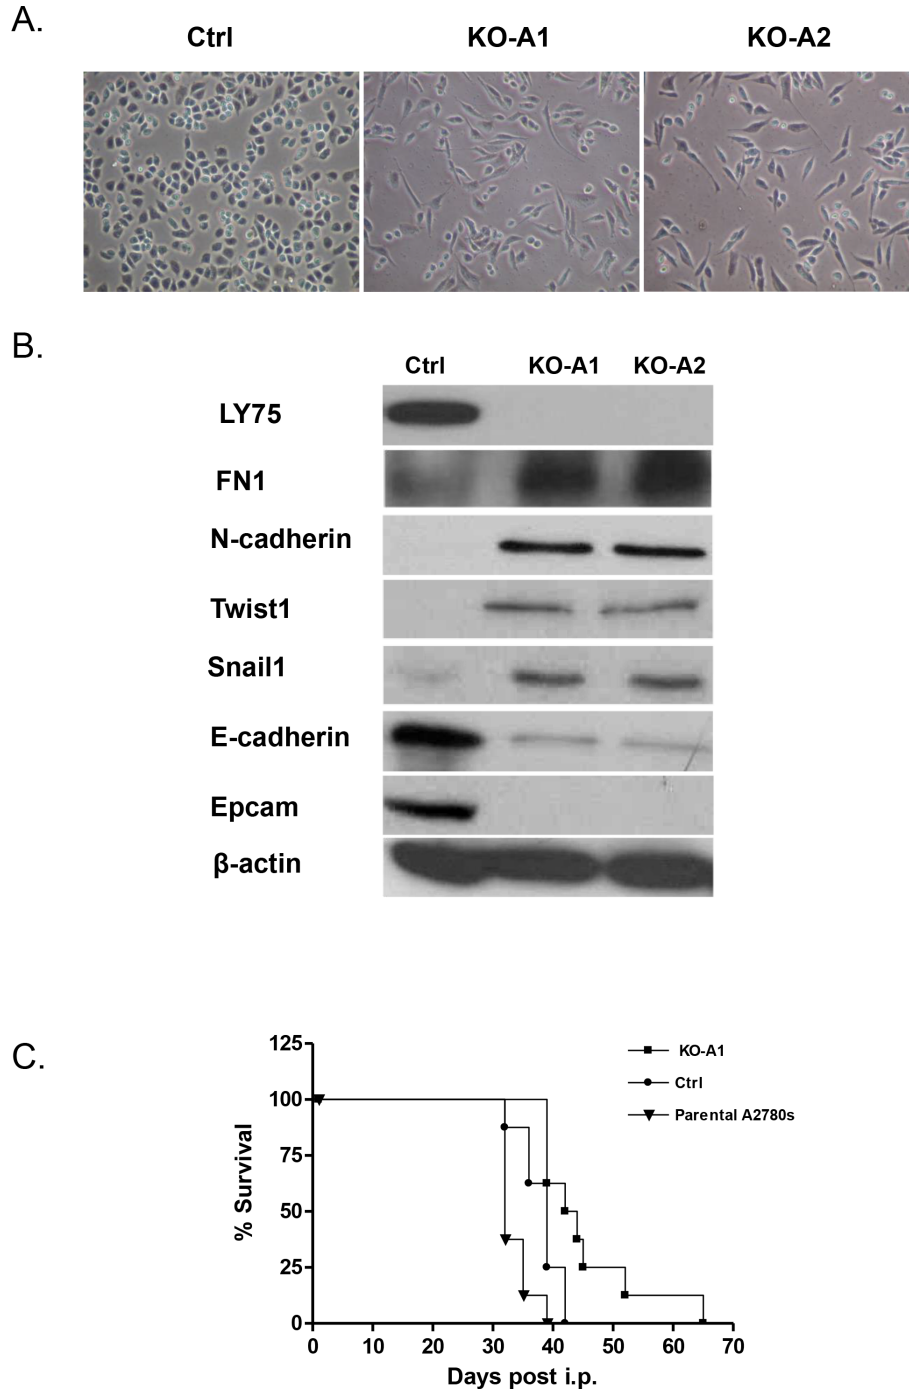 A.
Ctrl KO-A1 KO-A2
B.
Ctrl KO-A1 KO-A2
LY75
FN1
N-cadherin
Twist1
Snail1
E-cadherin
Epcam
β-actin
C.
125
100
75
50
25
0
% Survival
KO-A1
Ctrl
Parental A2780s
0 10 20 30 40 50 60 70
Days post i.p.